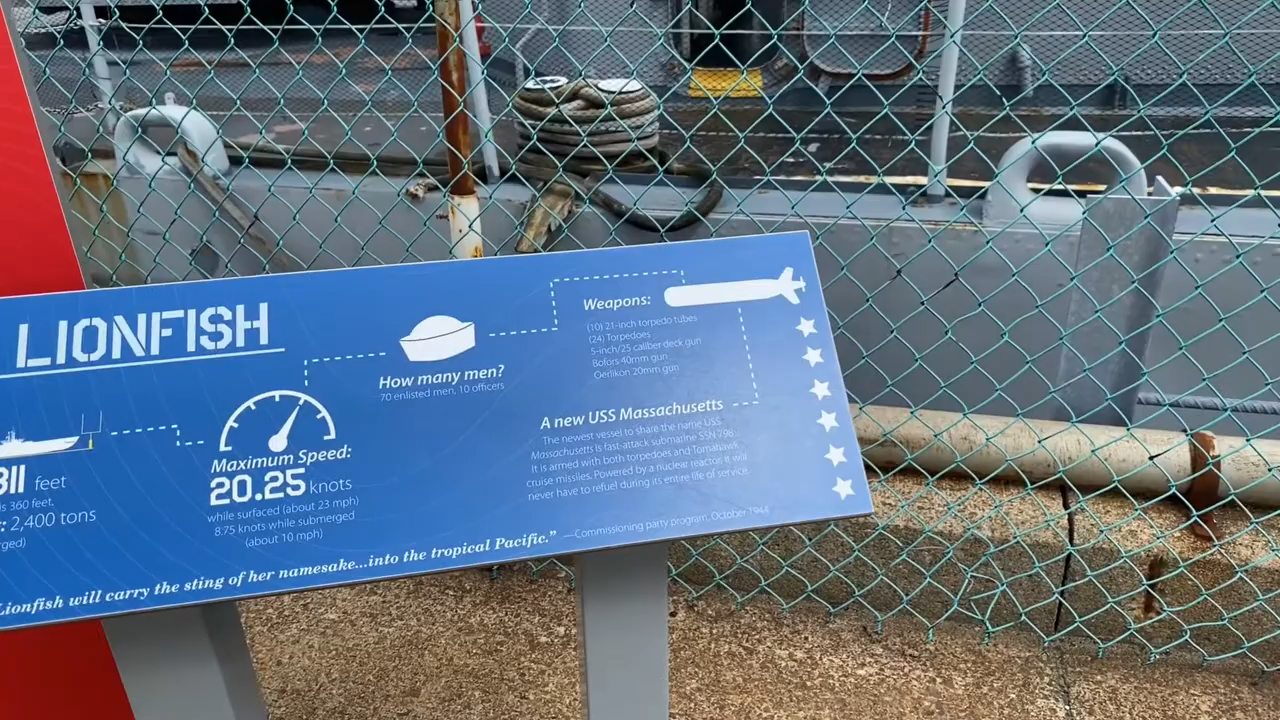 LIONFISH
Weapons:
(10) 21-inch torpedo tubes
(24) Torpedoes
5-inch/25 caliber deck gun
Bofors 40mm gun
Oerlikon 20mm gun
How many men?
70 enlisted men, 10 officers
A new USS Massachusetts
The newest vessel to share the name USS
Massachusetts is fast-attack submarine SSN 798.
It is armed with both torpedoes and Tomahawk
cruise missiles. Powered by a nuclear reactor, it will
never have to refuel during its entire life of service.
Maximum Speed:
20.25 knots
while surfaced (about 23 mph)
8.75 knots while submerged
(about 10 mph)
311 feet
is 360 feet.
: 2,400 tons
rged)
Lionfish will carry the sting of her namesake...into the tropical Pacific.” —Commissioning party program, October 1944